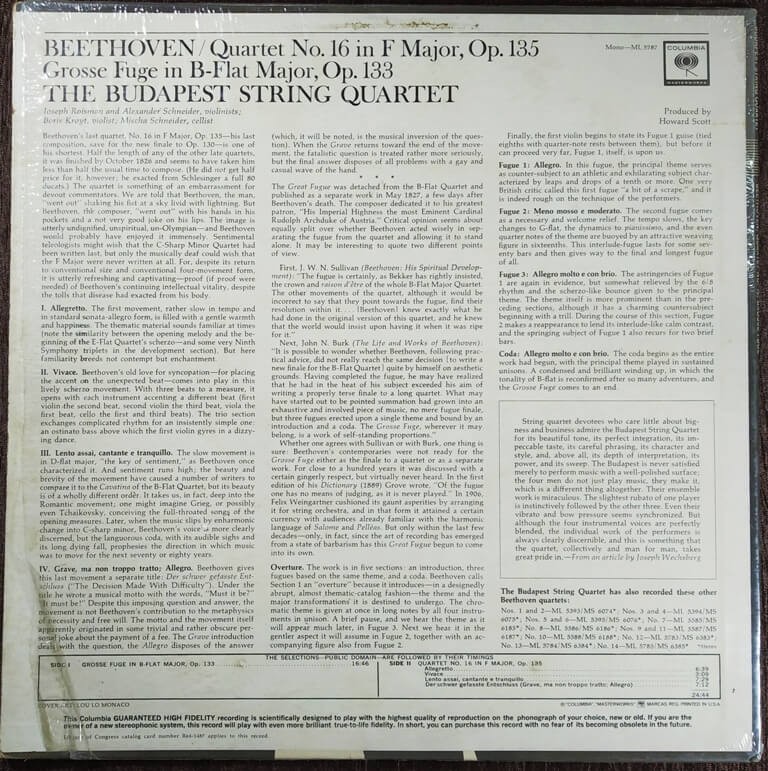 BEETHOVEN/Quartet No. 16 in F Major, Op. 135
Grosse Fuge in B-Flat Major, Op. 133
THE BUDAPEST STRING QUARTET
Joseph Roisman and Alexander Schneider, violinists;
Boris Kroyt, violist; Mischa Schneider, cellist
Mono—ML 5787
COLUMBIA
MASTERWORKS
Produced by
Howard Scott
Beethoven's last quartet, No. 16 in F Major, Op. 135—his last
composition, save for the new finale to Op. 130—is one of
his shortest. Half the length of any of the other late quartets,
it was finished by October 1826 and seems to have taken him
less than half the usual time to compose. (He did not get half
price for it, however; he exacted from Schlesinger a full 80
ducats.) The quartet is something of an embarrassment for
devout commentators. We are told that Beethoven, the man,
"went out" shaking his fist at a sky livid with lightning. But
Beethoven, the composer, "went out" with his hands in his
pockets and a not very good joke on his lips. The image is
utterly undignified, unspiritual, un-Olympian—and Beethoven
would probably have enjoyed it immensely. Sentimental
teleologists might wish that the C-Sharp Minor Quartet had
been written last, but only the musically deaf could wish that
the F Major were never written at all. For, despite its return
to conventional size and conventional four-movement form,
it is utterly refreshing and captivating—proof (if proof were
needed) of Beethoven's continuing intellectual vitality, despite
the tolls that disease had exacted from his body.
I. Allegretto. The first movement, rather slow in tempo and
in standard sonata-allegro form, is filled with a gentle warmth
and happiness. The thematic material sounds familiar at times
(note the similarity between the opening melody and the be-
ginning of the E-Flat Quartet's scherzo—and some very Ninth
Symphony triplets in the development section). But here
familiarity breeds not contempt but enchantment.
II. Vivace. Beethoven's old love for syncopation—for placing
the accent on the unexpected beat—comes into play in this
lively scherzo movement. With three beats to a measure, it
opens with each instrument accenting a different beat (first
violin the second beat, second violin the third beat, viola the
first beat, cello the first and third beats). The trio section
exchanges complicated rhythm for an insistently simple one:
an ostinato bass above which the first violin gyres in a dizzy-
ing dance.
III. Lento assai, cantante e tranquillo. The slow movement is
in D-flat major, "the key of sentiment," as Beethoven once
characterized it. And sentiment runs high; the beauty and
brevity of the movement have caused a number of writers to
compare it to the Cavatina of the B-Flat Quartet, but its beauty
is of a wholly different order. It takes us, in fact, deep into the
Romantic movement; one might imagine Grieg, or possibly
even Tchaikovsky, conceiving the full-throated song of the
opening measures. Later, when the music slips by enharmonic
change into C-sharp minor, Beethoven's voice is more clearly
discerned, but the languorous coda, with its audible sighs and
its long dying fall, prophesies the direction in which music
was to move for the next seventy or eighty years.
IV. Grave, ma non troppo tratto; Allegro. Beethoven gives
this last movement a separate title: Der schwer gefasste Ent-
schluss ("The Decision Made With Difficulty"). Under the
title he wrote a musical motto with the words, "Must it be?"
"It must be!" Despite this imposing question and answer, the
movement is not Beethoven's contribution to the metaphysics
of necessity and free will. The motto and the movement itself
apparently originated in some trivial and rather obscure per-
sonal joke about the payment of a fee. The Grave introduction
deals with the question, the Allegro disposes of the answer
(which, it will be noted, is the musical inversion of the ques-
tion). When the Grave returns toward the end of the movement,
the fatalistic question is treated rather more seriously,
but the final answer disposes of all problems with a gay and
casual wave of the hand.
* * * *
The Great Fugue was detached from the B-Flat Quartet and
published as a separate work in May 1827, a few days after
Beethoven's death. The composer dedicated it to his greatest
patron, "His Imperial Highness the most Eminent Cardinal
Rudolph Archduke of Austria." Critical opinion seems about
equally split over whether Beethoven acted wisely in sep-
arating the fugue from the quartet and allowing it to stand
alone. It may be interesting to quote two different points
of view.
First, J. W. N. Sullivan (Beethoven: His Spiritual Develop-
ment): "The fugue is certainly, as Bekker has rightly insisted,
the crown and raison d'être of the whole B-Flat Major Quartet.
The other movements of the quartet, although it would be
incorrect to say that they point towards the fugue, find their
resolution within it. . . . [Beethoven] knew exactly what he
had done in the original version of this quartet, and he knew
that the world would insist upon having it when it was ripe
for it."
Next, John N. Burk (The Life and Works of Beethoven):
"It is possible to wonder whether Beethoven, following prac-
tical advice, did not really reach the decision [to write a
new finale for the B-Flat Quartet] quite by himself on aesthetic
grounds. Having completed the fugue, he may have realized
that he had in the heat of his subject exceeded his aim of
writing a properly terse finale to a long quartet. What may
have started out to be pointed summation had grown into an
exhaustive and involved piece of music, no mere fugue finale,
but three fugues erected upon a single theme and bound by an
introduction and a coda. The Grosse Fuge, wherever it may
belong, is a work of self-standing proportions."
Whether one agrees with Sullivan or with Burk, one thing is
sure: Beethoven's contemporaries were not ready for the
Grosse Fuge either as the finale to a quartet or as a separate
work. For close to a hundred years it was discussed with a
certain gingerly respect, but virtually never heard. In the first
edition of his Dictionary (1889) Grove wrote, "Of the fugue
one has no means of judging, as it is never played." In 1906,
Felix Weingartner cushioned its gaunt asperities by arranging
it for string orchestra, and in that form it attained a certain
currency with audiences already familiar with the harmonic
language of Salome and Pelléas. But only within the last few
decades—only, in fact, since the art of recording has emerged
from a state of barbarism has this Great Fugue begun to come
into its own.
Overture. The work is in five sections: an introduction, three
fugues based on the same theme, and a coda. Beethoven calls
Section 1 an "overture" because it introduces—in a designedly
abrupt, almost thematic-catalog fashion—the theme and the
major transformations it is destined to undergo. The chro-
matic theme is given at once in long notes by all four instru-
ments in unison. A brief pause, and we hear the theme as it
will appear much later, in Fugue 3. Next we hear it in the
gentler aspect it will assume in Fugue 2, together with an ac-
companying figure also from Fugue 2.
Finally, the first violin begins to state its Fugue 1 guise (tied
eighths with quarter-note rests between them), but before it
can proceed very far, Fugue 1, itself, is upon us.
Fugue 1: Allegro. In this fugue, the principal theme serves
as counter-subject to an athletic and exhilarating subject char-
acterized by leaps and drops of a tenth or more. One very
British critic called this first fugue "a bit of a scrape," and it
is indeed rough on the technique of the performers.
Fugue 2: Meno mosso e moderato. The second fugue comes
as a necessary and welcome relief. The tempo slows, the key
changes to G-flat, the dynamics to pianissimo, and the even
quarter notes of the theme are buoyed by an attractive weaving
figure in sixteenths. This interlude-fugue lasts for some sev-
enty bars and then gives way to the final and longest fugue
of all.
Fugue 3: Allegro molto e con brio. The astringencies of Fugue
1 are again in evidence, but somewhat relieved by the 6/8
rhythm and the scherzo-like bounce given to the principal
theme. The theme itself is more prominent than in the pre-
ceding sections, although it has a charming countersubject
beginning with a trill. During the course of this section, Fugue
2 makes a reappearance to lend its interlude-like calm contrast,
and the springing subject of Fugue 1 also recurs for two brief
bars.
Coda: Allegro molto e con brio. The coda begins as the entire
work had begun, with the principal theme played in sustained
unisons. A condensed and brilliant winding up, in which the
tonality of B-flat is reconfirmed after so many adventures, and
the Grosse Fuge comes to an end.
String quartet devotees who care little about big-
ness and business admire the Budapest String Quartet
for its beautiful tone, its perfect integration, its im-
peccable taste, its careful phrasing, its character and
style, and, above all, its depth of interpretation, its
power, and its sweep. The Budapest is never satisfied
merely to perform music with a well-polished surface;
the four men do not just play music, they make it,
which is a different thing altogether. Their ensemble
work is miraculous. The slightest rubato of one player
is instinctively followed by the other three. Even their
vibrato and bow pressure seems synchronized. But
although the four instrumental voices are perfectly
blended, the individual work of the performers is
always clearly discernible, and this is something that
the quartet, collectively and man for man, takes
great pride in.—From an article by Joseph Wechsberg
The Budapest String Quartet has also recorded these other
Beethoven quartets:
Nos. 1 and 2—ML 5393/MS 6074*; Nos. 3 and 4—ML 5394/MS
6075*; Nos. 5 and 6—ML 5395/MS 6076*; No. 7—ML 5585/MS
6185*; No. 8—ML 5586/MS 6186*; Nos. 9 and 11—ML 5587/MS
6187*; No. 10—ML 5588/MS 6188*; No. 12—ML 5783/MS 6383*;
No. 13—ML 5784/MS 6384*; No. 14—ML 5785/MS 6385* *Stereo
THE SELECTIONS—PUBLIC DOMAIN—ARE FOLLOWED BY THEIR TIMINGS
SIDE I GROSSE FUGE IN B-FLAT MAJOR, OP. 133 16:46
SIDE II QUARTET NO. 16 IN F MAJOR, OP. 135
Allegretto 6:39
Vivace 3:09
Lento assai, cantante e tranquillo 7:29
Der schwer gefasste Entschluss (Grave, ma non troppo tratto; Allegro) 7:12
24:44
COVER ART: LOU LO MONACO
® "COLUMBIA", "MASTERWORKS", MARCAS REG. PRINTED IN U.S.A.
This Columbia GUARANTEED HIGH FIDELITY recording is scientifically designed to play with the highest quality of reproduction on the phonograph of your choice, new or old. If you are the
owner of a new stereophonic system, this record will play with even more brilliant true-to-life fidelity. In short, you can purchase this record with no fear of its becoming obsolete in the future.
Library of Congress catalog card number R64-1487 applies to this record.